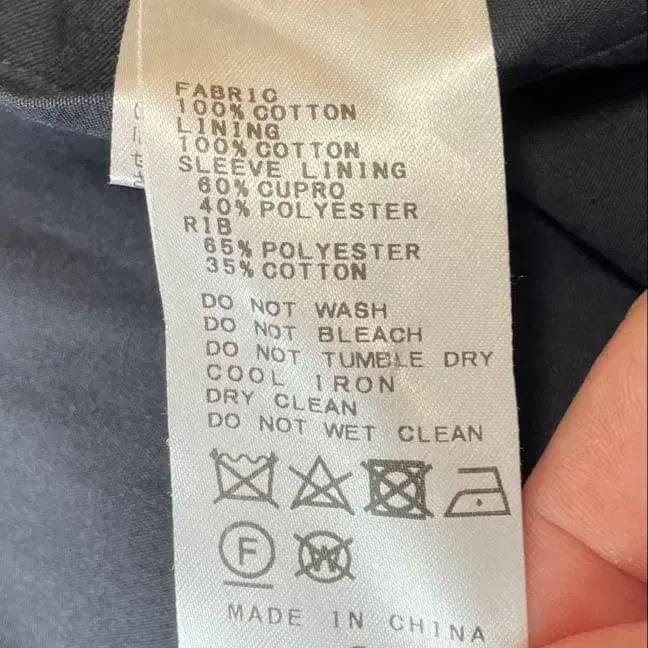 FABRIC
100% COTTON
LINING
100% COTTON
SLEEVE LINING
60% CUPRO
40% POLYESTER
RIB
65% POLYESTER
35% COTTON
DO NOT WASH
DO NOT BLEACH
DO NOT TUMBLE DRY
COOL IRON
DRY CLEAN
DO NOT WET CLEAN
F W
MADE IN CHINA